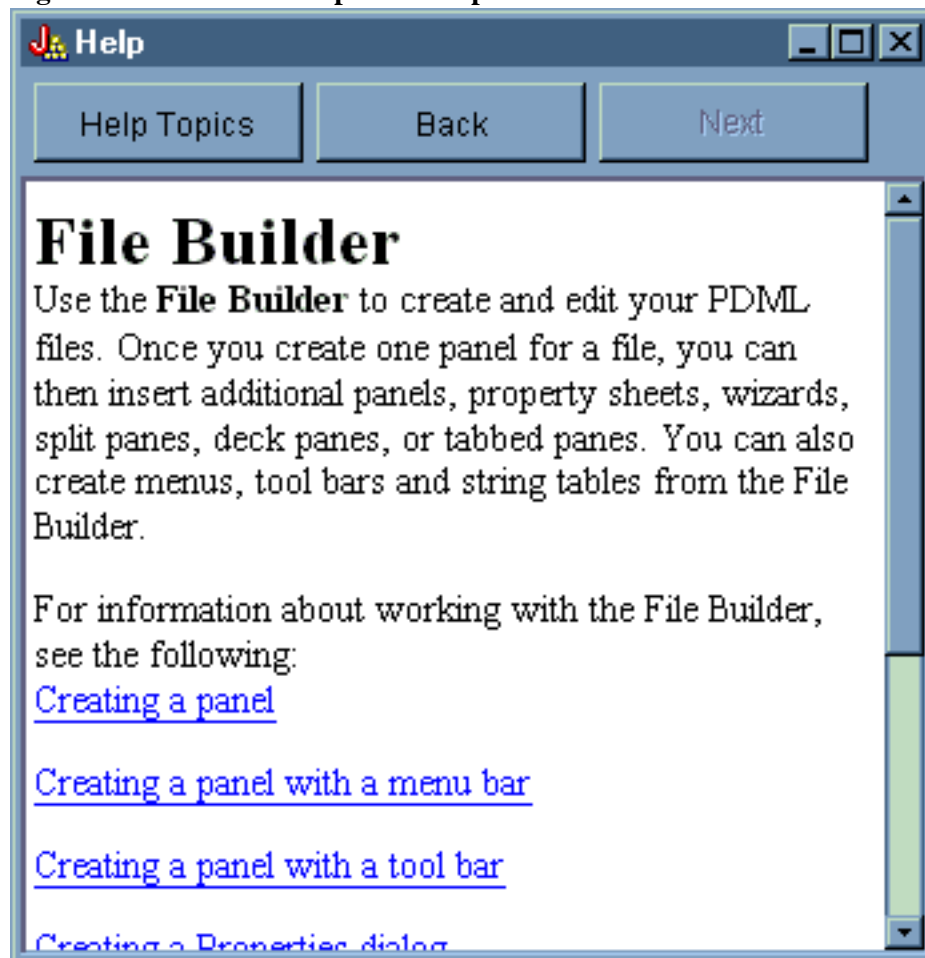 Help
Help Topics Back Next
File Builder
Use the File Builder to create and edit your PDML
files. Once you create one panel for a file, you can
then insert additional panels, property sheets, wizards,
split panes, deck panes, or tabbed panes. You can also
create menus, tool bars and string tables from the File
Builder.
For information about working with the File Builder,
see the following:
Creating a panel
Creating a panel with a menu bar
Creating a panel with a tool bar
Creating a Properties dialog